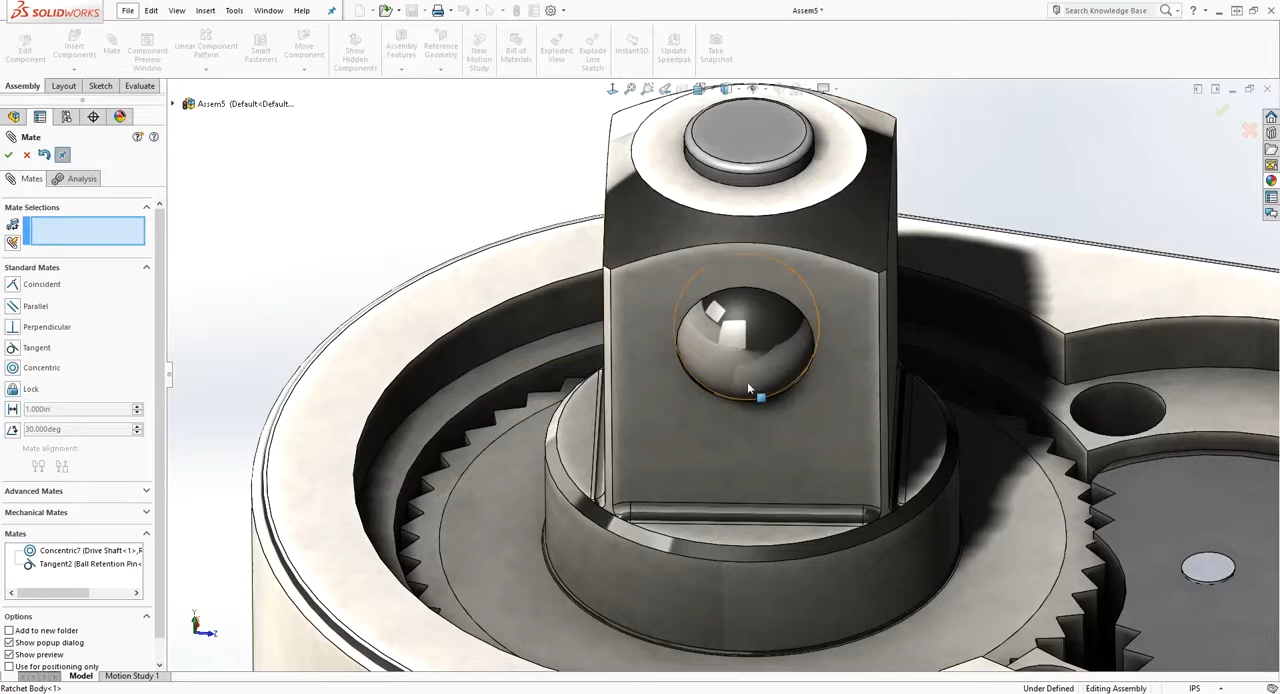 SOLIDWORKS
File Edit View Insert Tools Window Help
Assem5 *
Search Knowledge Base
?
Edit Component
Insert Components
Mate
Component Preview Window
Linear Component Pattern
Smart Fasteners
Move Component
Show Hidden Components
Assembly Features
Reference Geometry
New Motion Study
Bill of Materials
Exploded View
Explode Line Sketch
Instant3D
Update Speedpak
Take Snapshot
Assembly Layout Sketch Evaluate
Assem5 (Default<Default...
Mate
Mates Analysis
Mate Selections
Standard Mates
Coincident
Parallel
Perpendicular
Tangent
Concentric
Lock
1.000in
30.000deg
Mate alignment:
Advanced Mates
Mechanical Mates
Mates
Concentric7 (Drive Shaft<1>,F
Tangent2 (Ball Retention Pin<
Options
Add to new folder
Show popup dialog
Show preview
Use for positioning only
Y
Z
Model Motion Study 1
Ratchet Body<1>
Under Defined Editing Assembly IPS